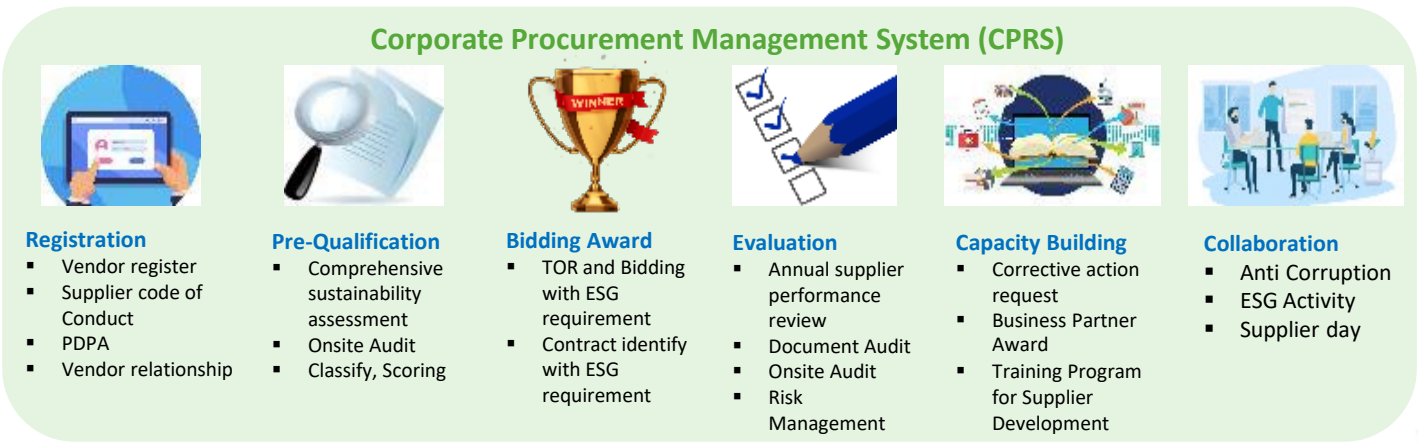 Corporate Procurement Management System (CPRS)
WINNER
Registration
▪ Vendor register
▪ Supplier code of
Conduct
▪ PDPA
▪ Vendor relationship
Pre-Qualification
▪ Comprehensive
sustainability
assessment
▪ Onsite Audit
▪ Classify, Scoring
Bidding Award
▪ TOR and Bidding
with ESG
requirement
▪ Contract identify
with ESG
requirement
Evaluation
▪ Annual supplier
performance
review
▪ Document Audit
▪ Onsite Audit
▪ Risk
Management
Capacity Building
▪ Corrective action
request
▪ Business Partner
Award
▪ Training Program
for Supplier
Development
Collaboration
▪ Anti Corruption
▪ ESG Activity
▪ Supplier day